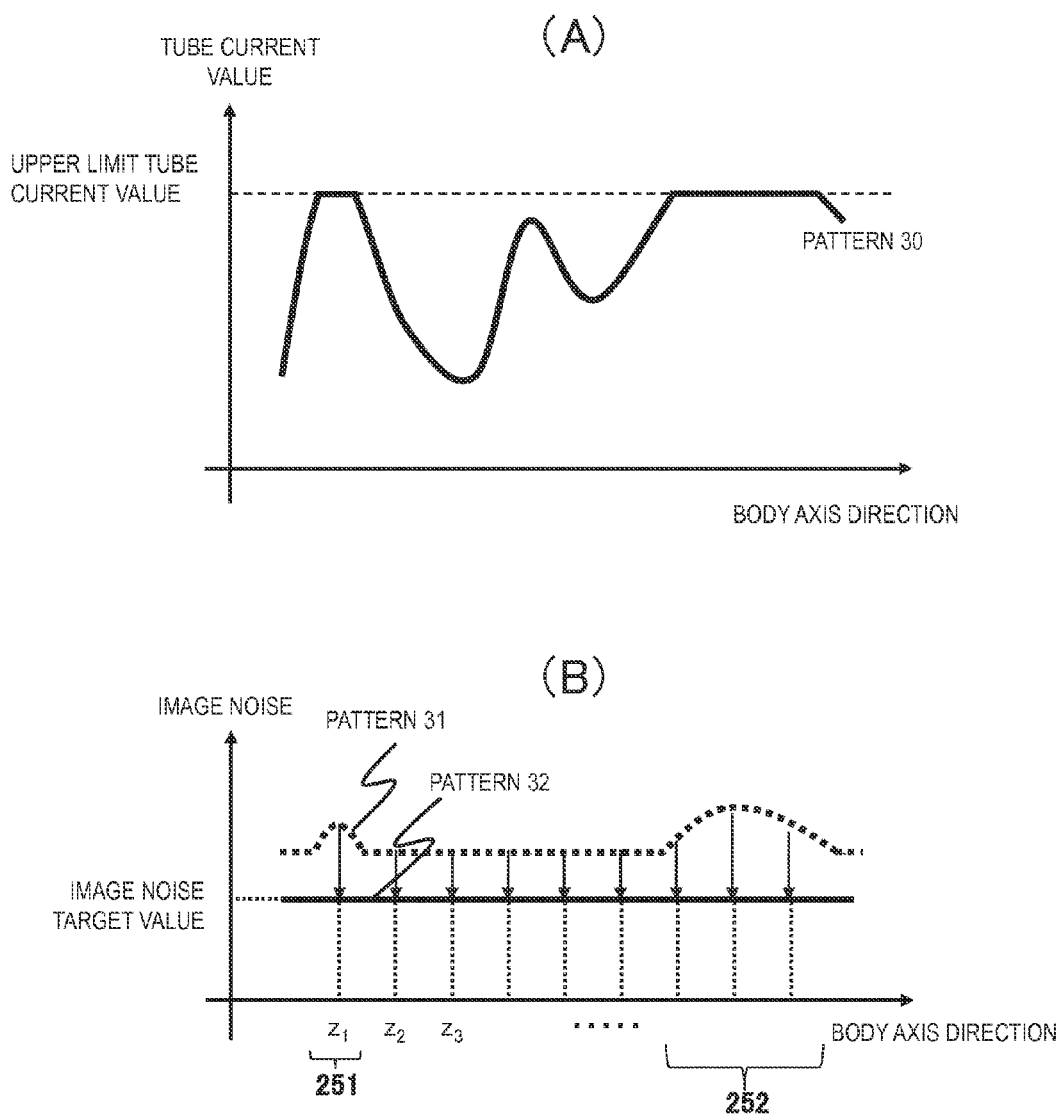 (A)
TUBE CURRENT
VALUE
UPPER LIMIT TUBE
CURRENT VALUE
PATTERN 30
BODY AXIS DIRECTION
(B)
IMAGE NOISE
PATTERN 31
PATTERN 32
IMAGE NOISE
TARGET VALUE
z1 z2 z3 .....
BODY AXIS DIRECTION
251
252